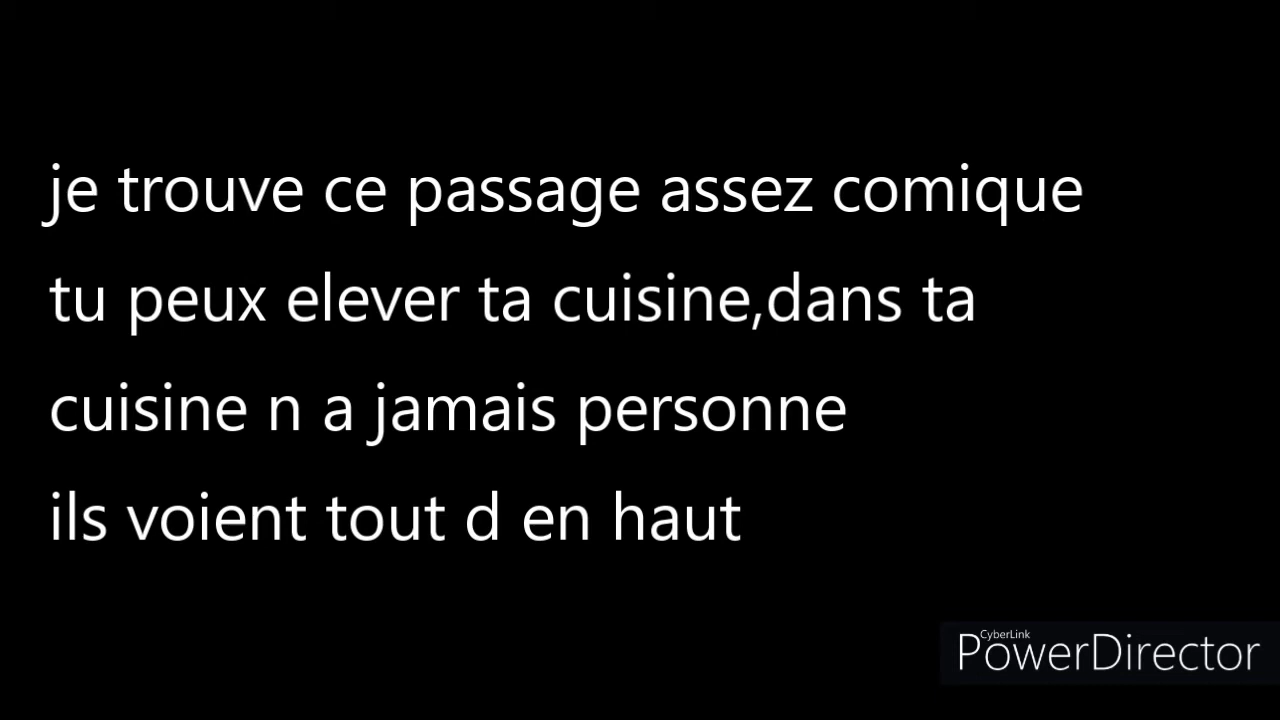 je trouve ce passage assez comique
tu peux elever ta cuisine,dans ta
cuisine n a jamais personne
ils voient tout d en haut
CyberLink
PowerDirector